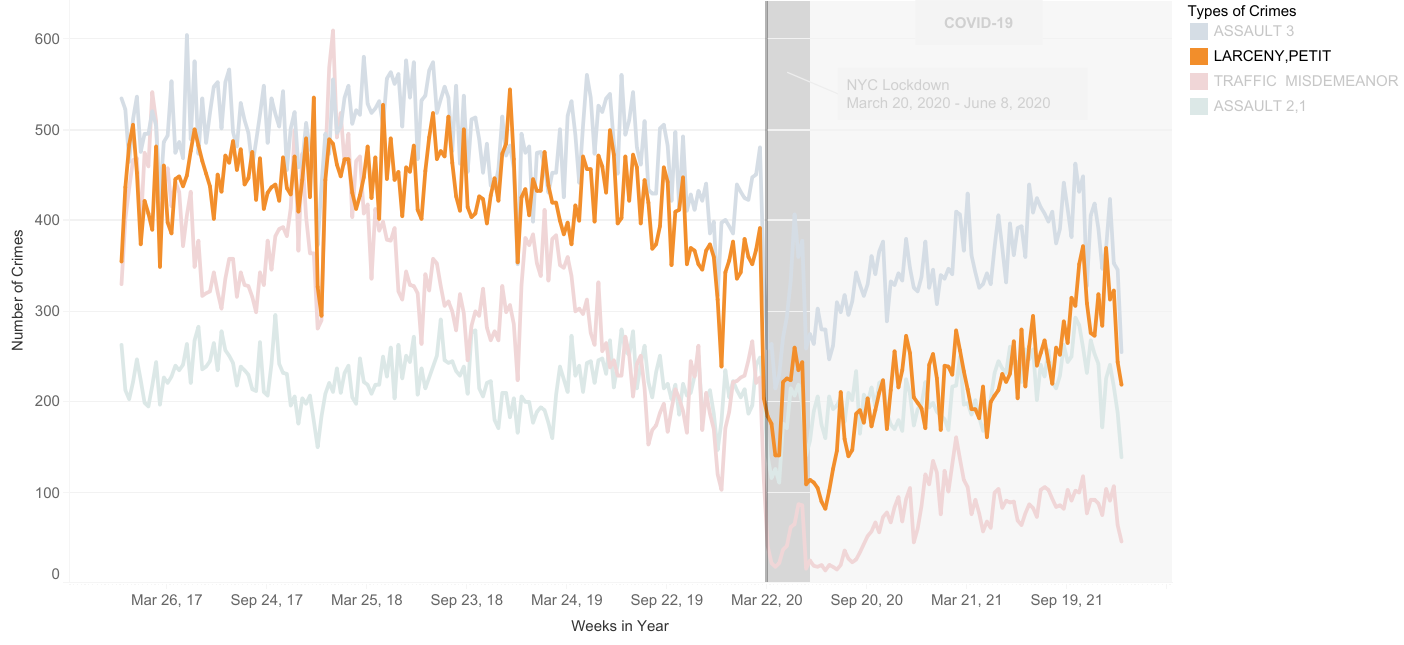 Types of Crimes
ASSAULT 3
LARCENY,PETIT
TRAFFIC MISDEMEANOR
ASSAULT 2,1
COVID-19
NYC Lockdown
March 20, 2020 - June 8, 2020
Number of Crimes
600
500
400
300
200
100
0
Mar 26, 17
Sep 24, 17
Mar 25, 18
Sep 23, 18
Mar 24, 19
Sep 22, 19
Mar 22, 20
Sep 20, 20
Mar 21, 21
Sep 19, 21
Weeks in Year